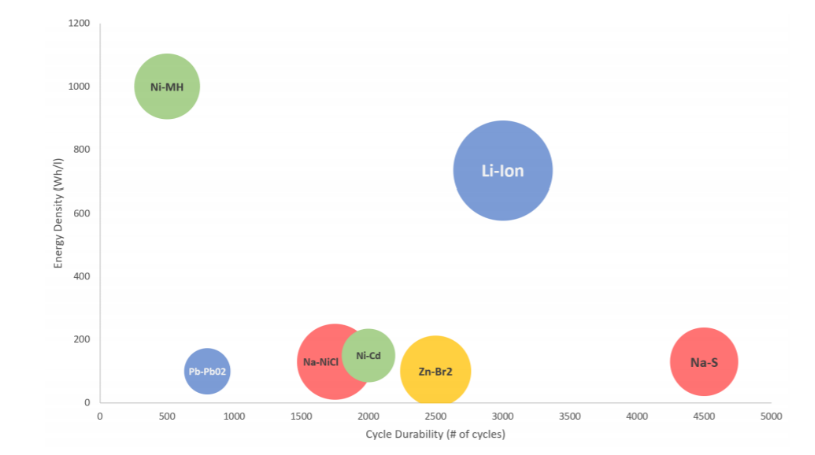 1200
1000
800
600
400
200
0
Energy Density (Wh/l)
Ni-MH
Li-Ion
Pb-Pb02
Na-NiCl
Ni-Cd
Zn-Br2
Na-S
0 500 1000 1500 2000 2500 3000 3500 4000 4500 5000
Cycle Durability (# of cycles)